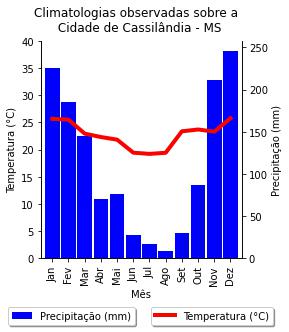 Climatologias observadas sobre a
Cidade de Cassilândia - MS
40
35
30
25
20
15
10
5
0
Temperatura (°C)
250
200
150
100
50
0
Precipitação (mm)
Jan Fev Mar Abr Mai Jun Jul Ago Set Out Nov Dez
Mês
Precipitação (mm) Temperatura (°C)